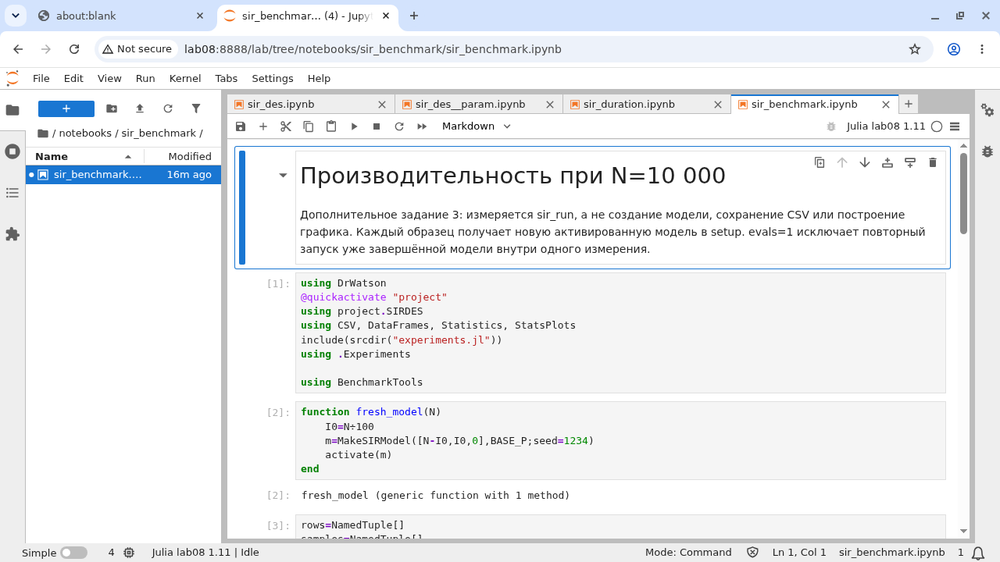 about:blank
sir_benchmar… (4) - Jupy
Not secure
lab08:8888/lab/tree/notebooks/sir_benchmark/sir_benchmark.ipynb
File Edit View Run Kernel Tabs Settings Help
sir_des.ipynb
sir_des__param.ipynb
sir_duration.ipynb
sir_benchmark.ipynb
Markdown
Julia lab08 1.11
/ notebooks / sir_benchmark /
Name Modified
sir_benchmark.… 16m ago
Производительность при N=10 000
Дополнительное задание 3: измеряется sir_run, а не создание модели, сохранение CSV или построение
графика. Каждый образец получает новую активированную модель в setup. evals=1 исключает повторный
запуск уже завершённой модели внутри одного измерения.
[1]:
using DrWatson
@quickactivate "project"
using project.SIRDES
using CSV, DataFrames, Statistics, StatsPlots
include(srcdir("experiments.jl"))
using .Experiments
using BenchmarkTools
[2]:
function fresh_model(N)
I0=N÷100
m=MakeSIRModel([N-I0,I0,0],BASE_P;seed=1234)
activate(m)
end
[2]:
fresh_model (generic function with 1 method)
[3]:
rows=NamedTuple[]
samples=NamedTuple[]
Simple 4 Julia lab08 1.11 | Idle Mode: Command Ln 1, Col 1 sir_benchmark.ipynb 1